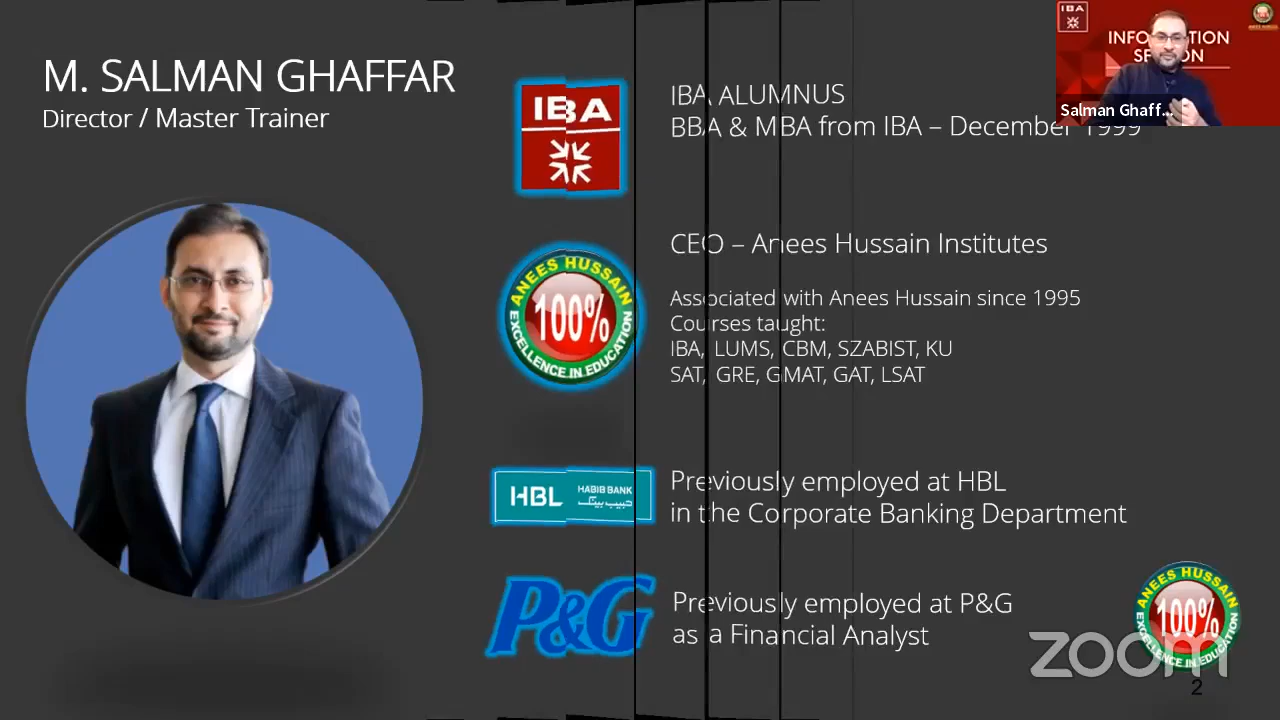 M. SALMAN GHAFFAR
Director / Master Trainer
IBA
IBA ALUMNUS
BBA & MBA from IBA – December 1999
IBA
INFORMATION
SESSION
Salman Ghaff...
ANEES HUSSAIN
100%
EXCELLENCE IN EDUCATION
CEO – Anees Hussain Institutes
Associated with Anees Hussain since 1995
Courses taught:
IBA, LUMS, CBM, SZABIST, KU
SAT, GRE, GMAT, GAT, LSAT
HBL
HABIB BANK
حبیب بینک
Previously employed at HBL
in the Corporate Banking Department
P&G
Previously employed at P&G
as a Financial Analyst
ANEES HUSSAIN
100%
EXCELLENCE IN EDUCATION
zoom
2